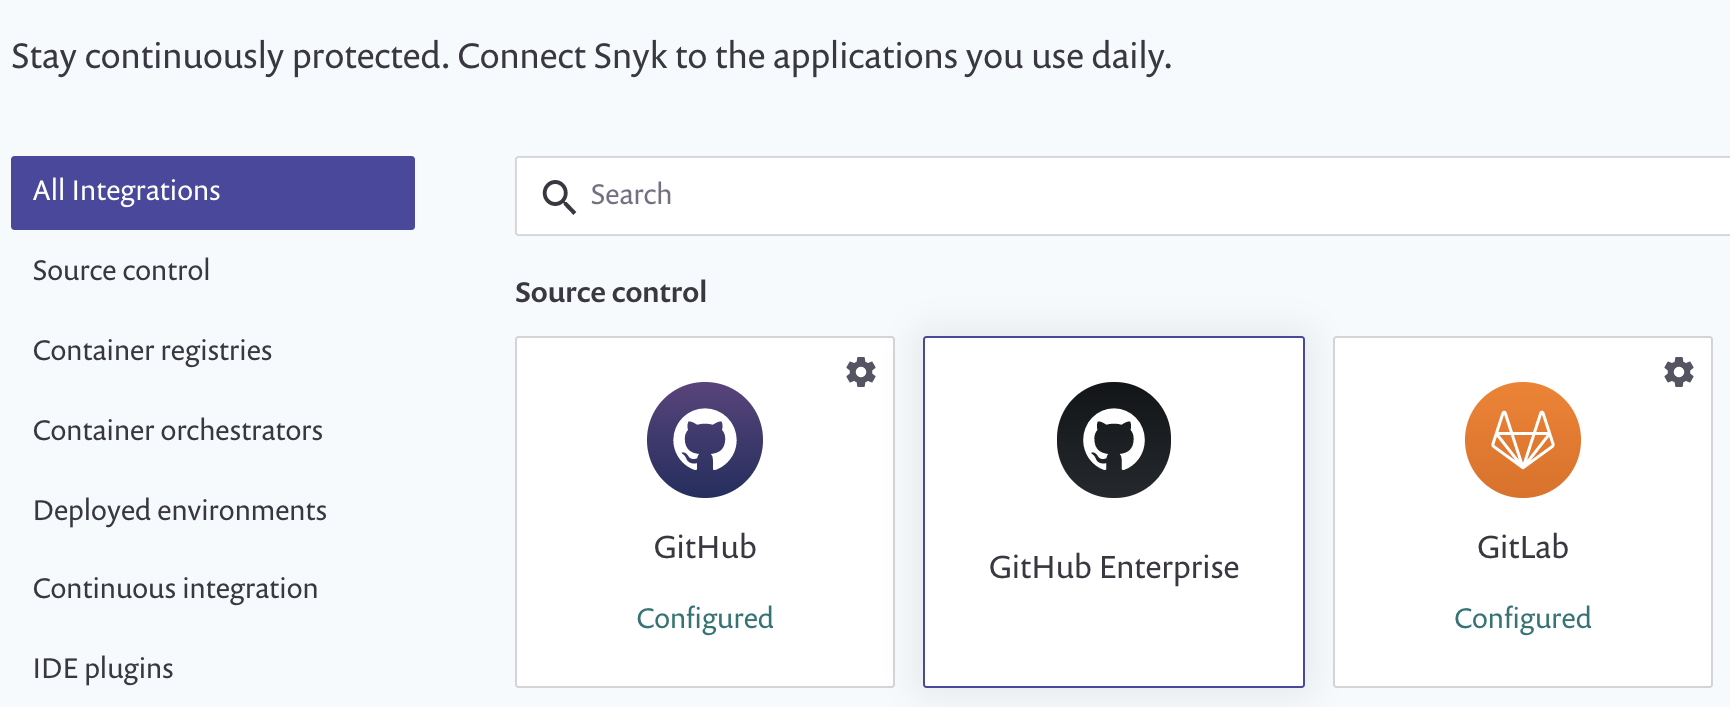 Stay continuously protected. Connect Snyk to the applications you use daily.
All Integrations
Source control
Container registries
Container orchestrators
Deployed environments
Continuous integration
IDE plugins
Search
Source control
GitHub
Configured
GitHub Enterprise
GitLab
Configured